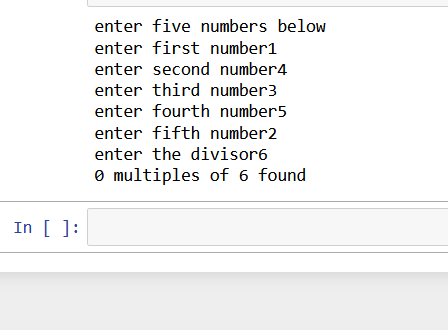 enter five numbers below
enter first number1
enter second number4
enter third number3
enter fourth number5
enter fifth number2
enter the divisor6
0 multiples of 6 found
In [ ]: